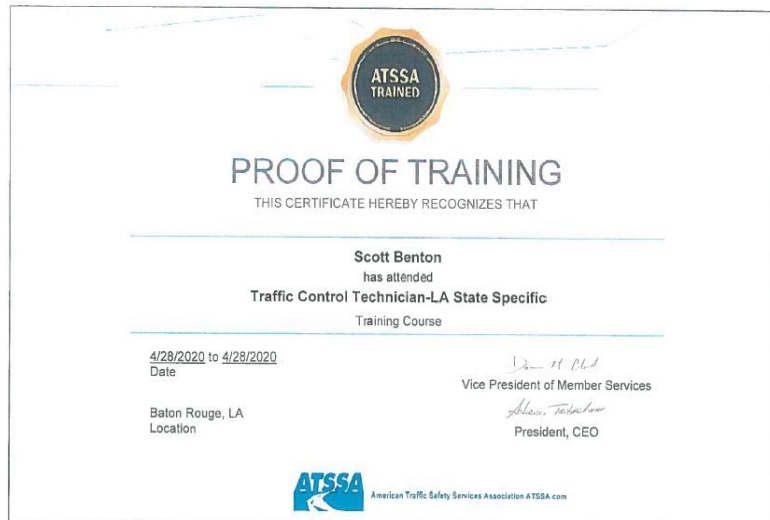 ATSSA
TRAINED
PROOF OF TRAINING
THIS CERTIFICATE HEREBY RECOGNIZES THAT
Scott Benton
has attended
Traffic Control Technician-LA State Specific
Training Course
4/28/2020 to 4/28/2020
Date
Vice President of Member Services
Baton Rouge, LA
Location
President, CEO
ATSSA
American Traffic Safety Services Association ATSSA.com